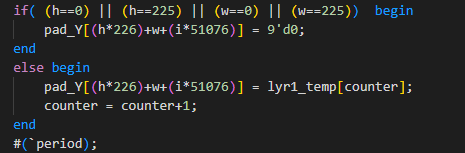 if( (h==0) || (h==225) || (w==0) || (w==225))  begin
    pad_Y[(h*226)+w+(i*51076)] = 9'd0;
end
else begin
    pad_Y[(h*226)+w+(i*51076)] = lyr1_temp[counter];
    counter = counter+1;
end
#(`period);